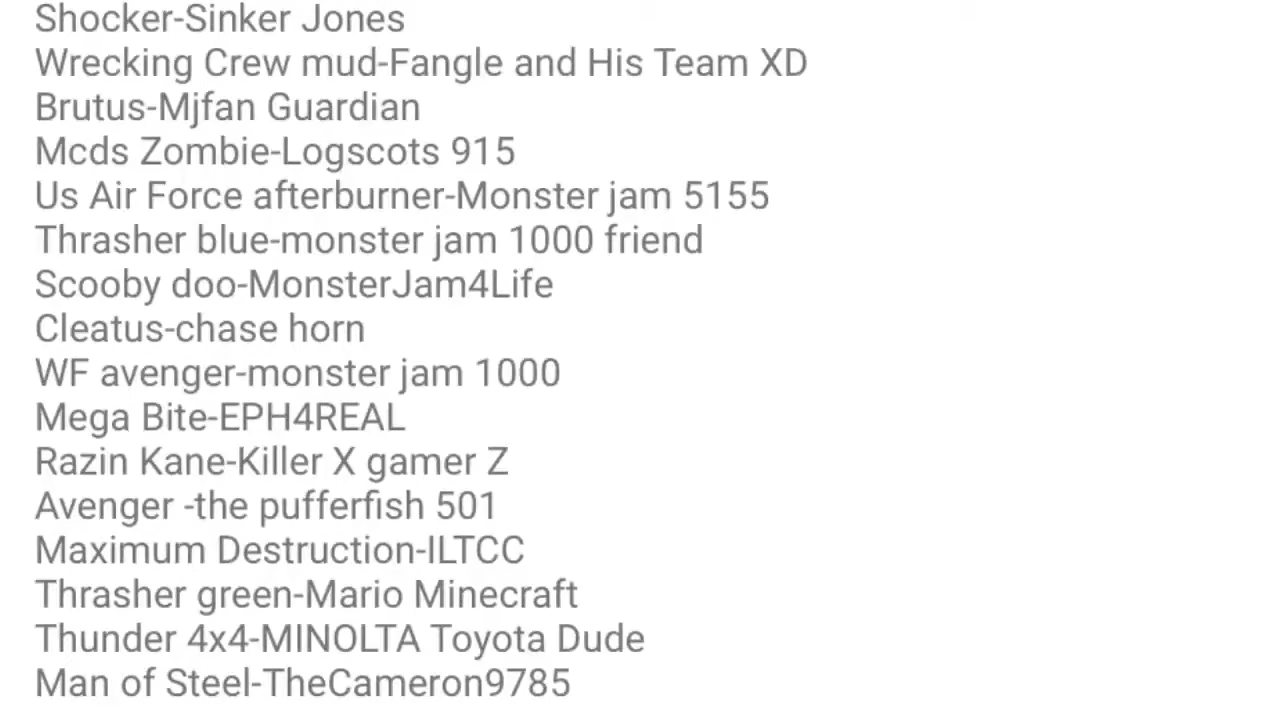 Shocker-Sinker Jones
Wrecking Crew mud-Fangle and His Team XD
Brutus-Mjfan Guardian
Mcds Zombie-Logscots 915
Us Air Force afterburner-Monster jam 5155
Thrasher blue-monster jam 1000 friend
Scooby doo-MonsterJam4Life
Cleatus-chase horn
WF avenger-monster jam 1000
Mega Bite-EPH4REAL
Razin Kane-Killer X gamer Z
Avenger -the pufferfish 501
Maximum Destruction-ILTCC
Thrasher green-Mario Minecraft
Thunder 4x4-MINOLTA Toyota Dude
Man of Steel-TheCameron9785